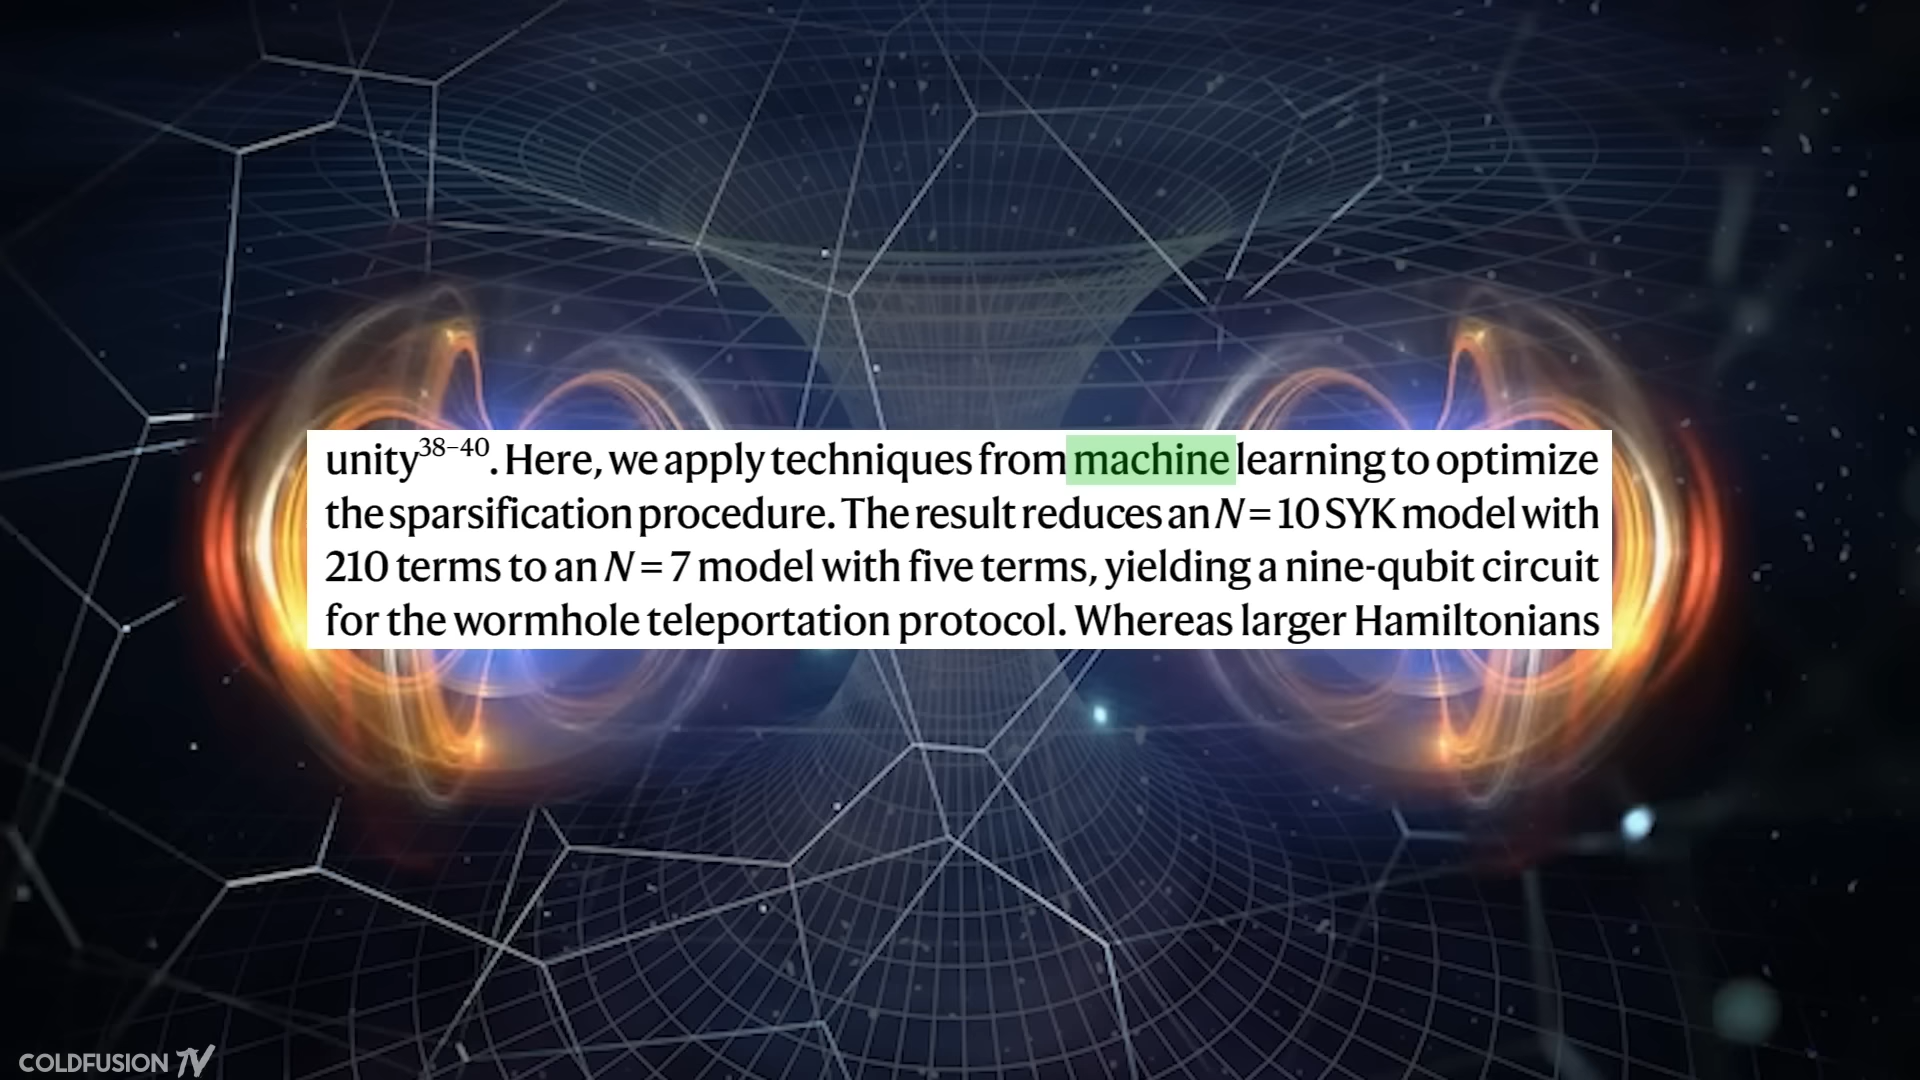 unity38–40. Here, we apply techniques from machine learning to optimize
the sparsification procedure. The result reduces an N = 10 SYK model with
210 terms to an N = 7 model with five terms, yielding a nine-qubit circuit
for the wormhole teleportation protocol. Whereas larger Hamiltonians
COLDFUSION TV